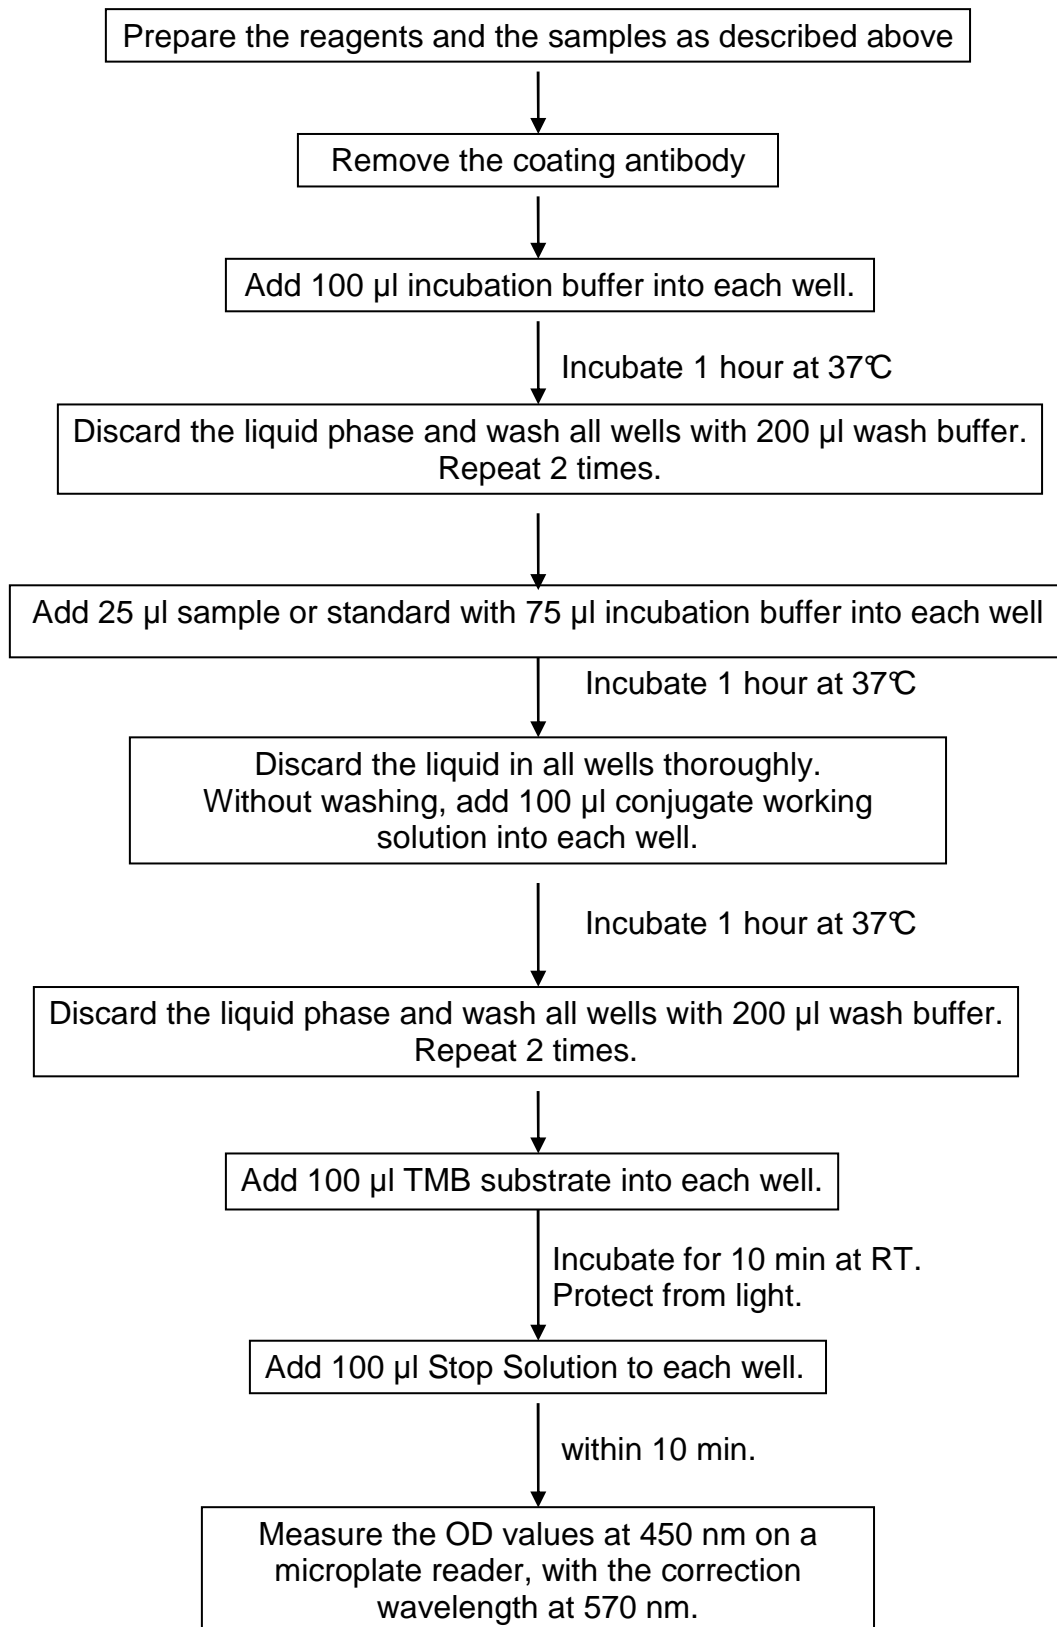 Prepare the reagents and the samples as described above
Remove the coating antibody
Add 100 µl incubation buffer into each well.
Incubate 1 hour at 37°C
Discard the liquid phase and wash all wells with 200 µl wash buffer.
Repeat 2 times.
Add 25 µl sample or standard with 75 µl incubation buffer into each well
Incubate 1 hour at 37°C
Discard the liquid in all wells thoroughly.
Without washing, add 100 µl conjugate working
solution into each well.
Incubate 1 hour at 37°C
Discard the liquid phase and wash all wells with 200 µl wash buffer.
Repeat 2 times.
Add 100 µl TMB substrate into each well.
Incubate for 10 min at RT.
Protect from light.
Add 100 µl Stop Solution to each well.
within 10 min.
Measure the OD values at 450 nm on a
microplate reader, with the correction
wavelength at 570 nm.